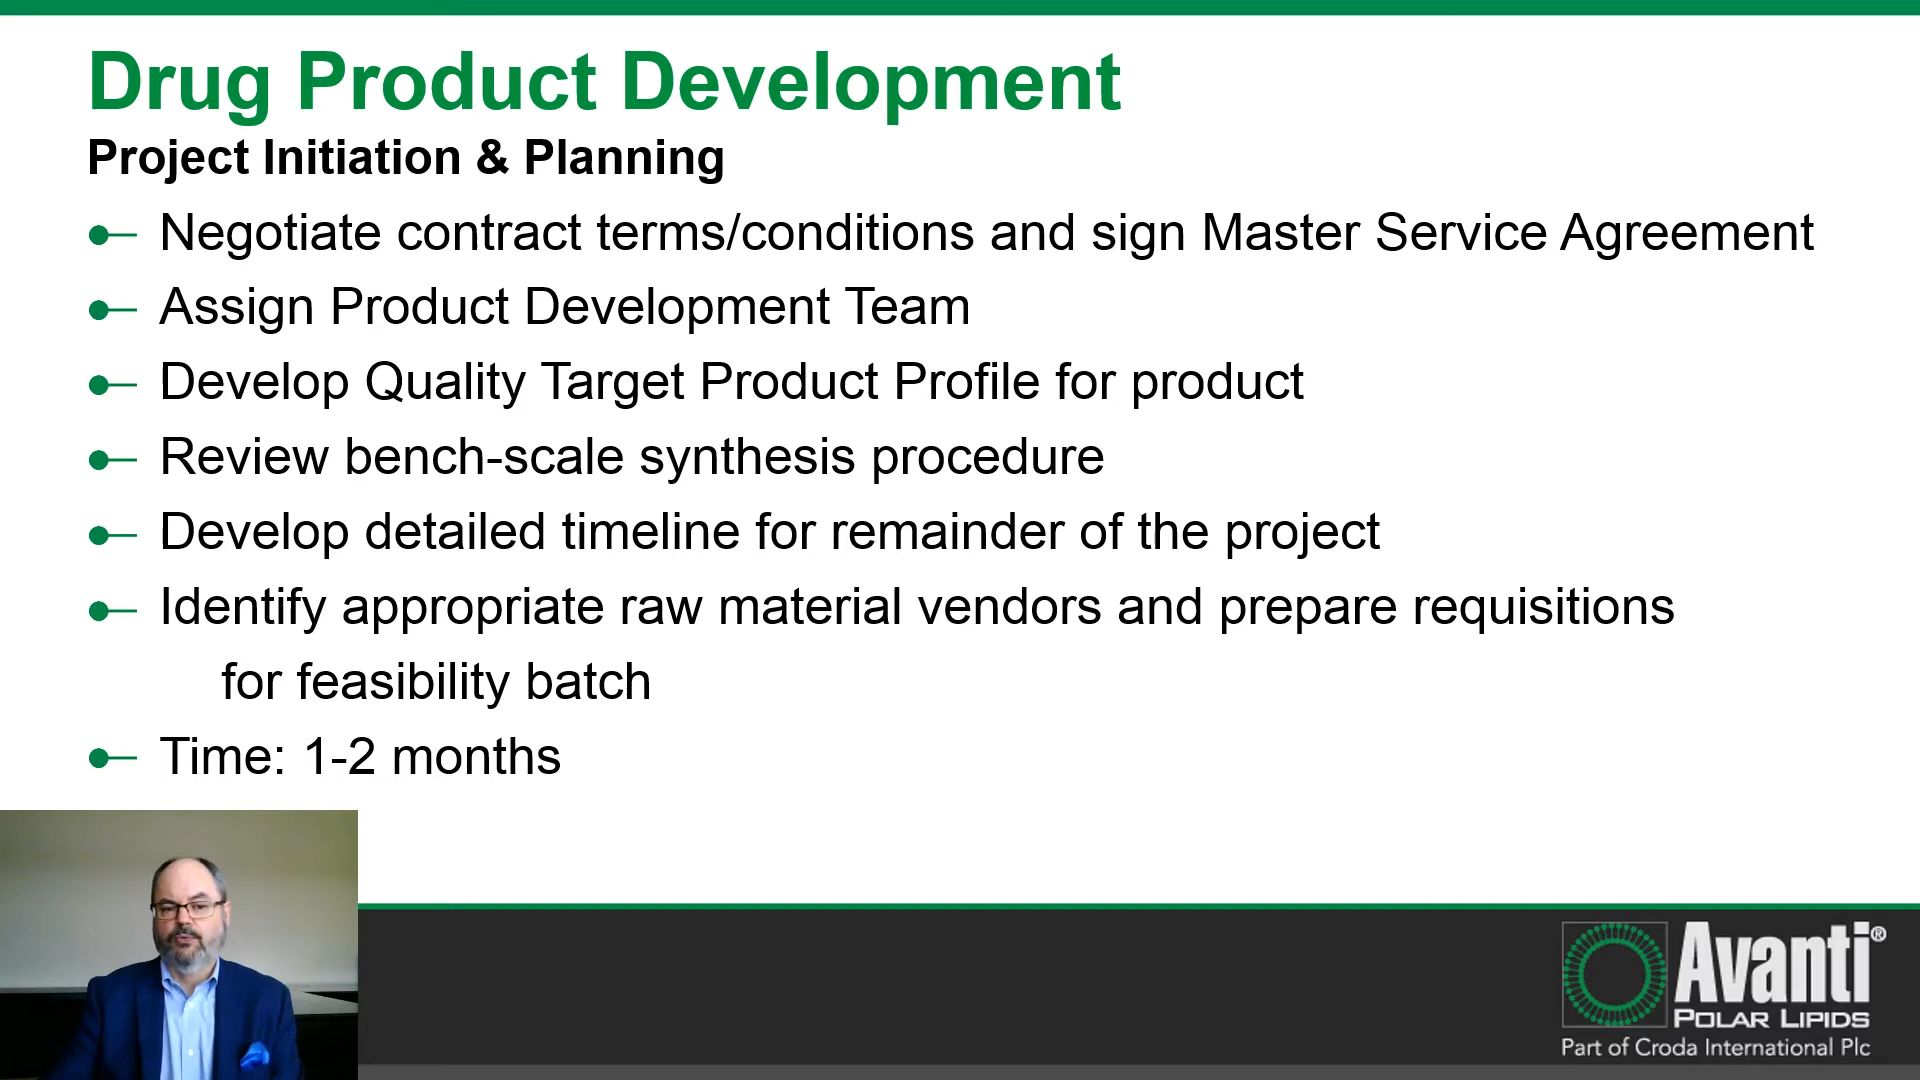 Drug Product Development
Project Initiation & Planning
Negotiate contract terms/conditions and sign Master Service Agreement
Assign Product Development Team
Develop Quality Target Product Profile for product
Review bench-scale synthesis procedure
Develop detailed timeline for remainder of the project
Identify appropriate raw material vendors and prepare requisitions
for feasibility batch
Time: 1-2 months
Avanti®
POLAR LIPIDS
Part of Croda International Plc